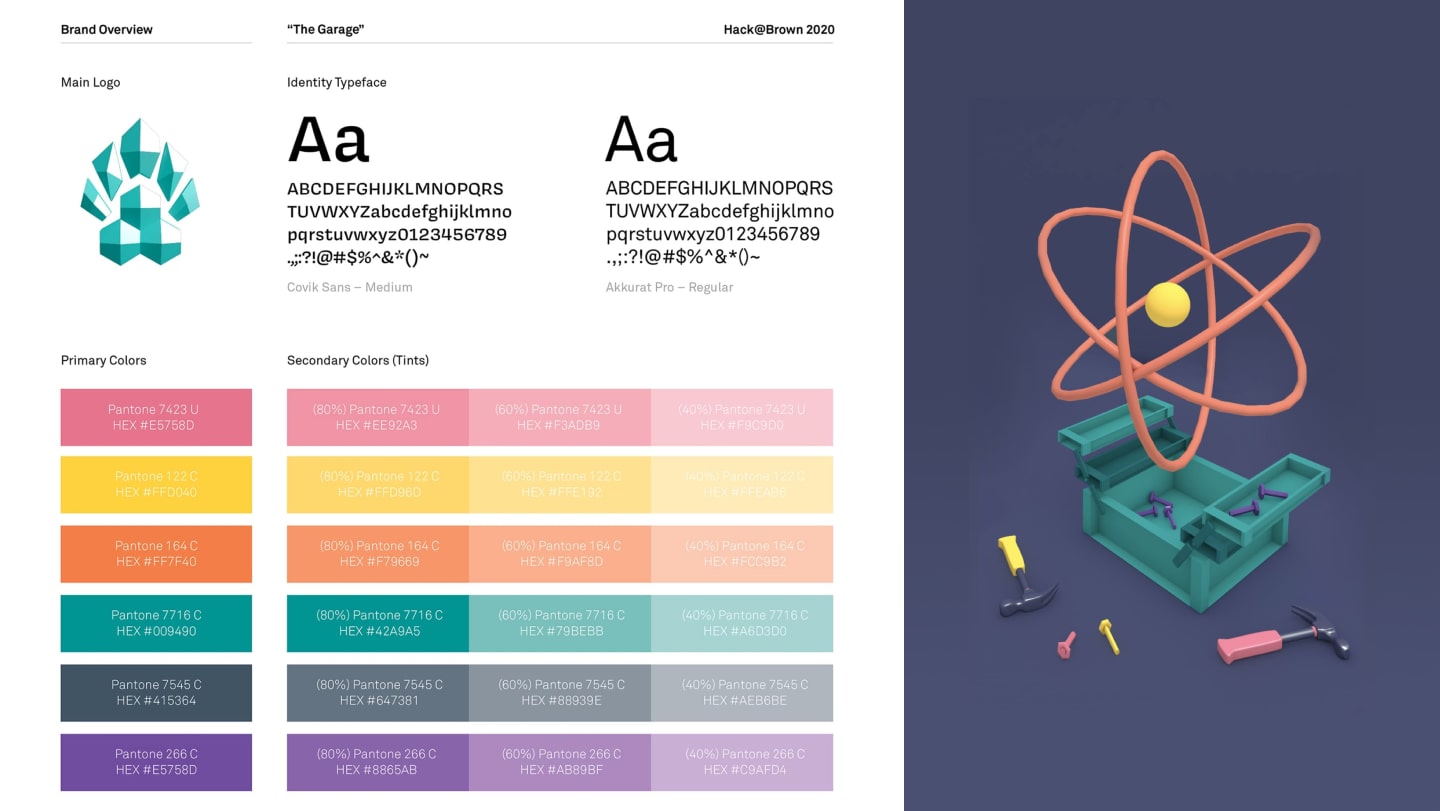 Brand Overview
“The Garage”
Hack@Brown 2020
Main Logo
Identity Typeface
Aa
ABCDEFGHIJKLMNOPQRS
TUVWXYZabcdefghijklmno
pqrstuvwxyz0123456789
.,;:?!@#$%^&*()~
Covik Sans – Medium
Aa
ABCDEFGHIJKLMNOPQRS
TUVWXYZabcdefghijklmno
pqrstuvwxyz0123456789
.,;:?!@#$%^&*()~
Akkurat Pro – Regular
Primary Colors
Secondary Colors (Tints)
Pantone 7423 U
HEX #E5758D
(80%) Pantone 7423 U
HEX #EE92A3
(60%) Pantone 7423 U
HEX #F3ADB9
(40%) Pantone 7423 U
HEX #F9C9D0
Pantone 122 C
HEX #FFD040
(80%) Pantone 122 C
HEX #FFD96D
(60%) Pantone 122 C
HEX #FFE192
(40%) Pantone 122 C
HEX
Pantone 164 C
HEX #FF7F40
(80%) Pantone 164 C
HEX #F79669
(60%) Pantone 164 C
HEX #F9AF8D
(40%) Pantone 164 C
HEX #FCC9B2
Pantone 7716 C
HEX #009490
(80%) Pantone 7716 C
HEX #42A9A5
(60%) Pantone 7716 C
HEX #79BEBB
(40%) Pantone 7716 C
HEX #A6D3D0
Pantone 7545 C
HEX #415364
(80%) Pantone 7545 C
HEX #647381
(60%) Pantone 7545 C
HEX #88939E
(40%) Pantone 7545 C
HEX #AEB6BE
Pantone 266 C
HEX #E5758D
(80%) Pantone 266 C
HEX #8865AB
(60%) Pantone 266 C
HEX #AB89BF
(40%) Pantone 266 C
HEX #C9AFD4